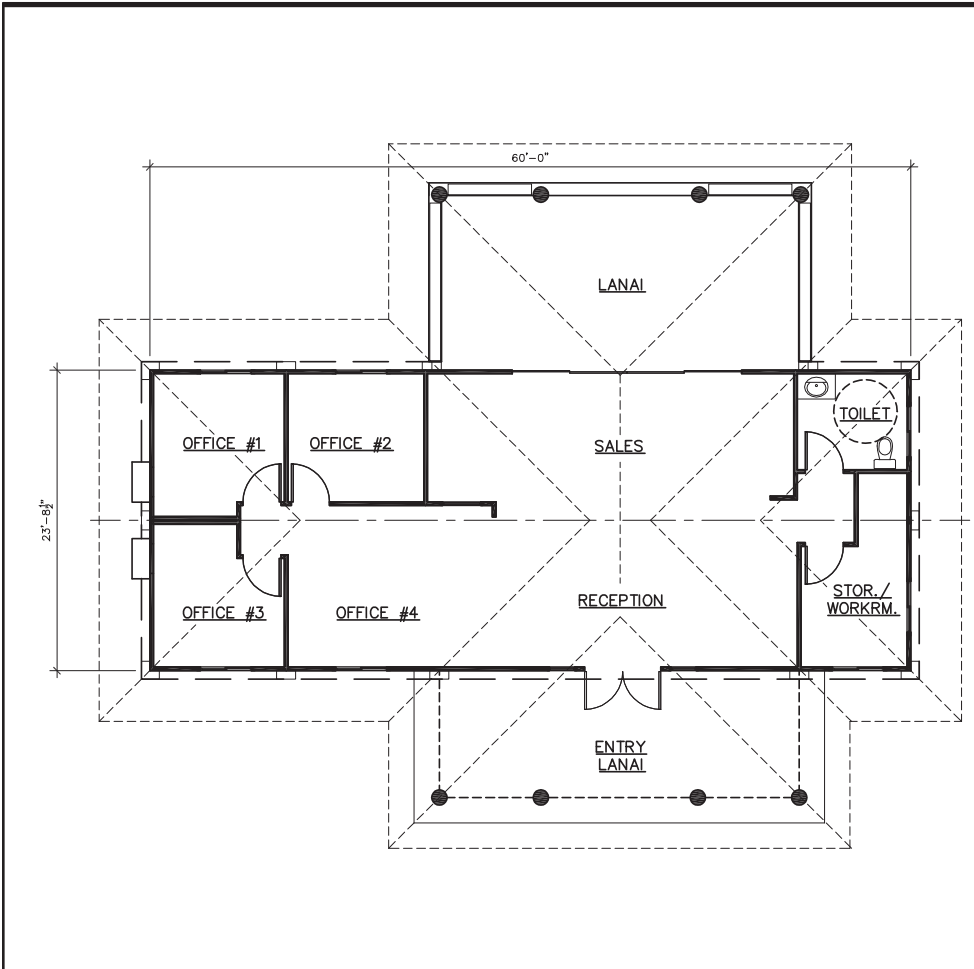 60'-0"
LANAI
TOILET
OFFICE #1
OFFICE #2
SALES
23'-8½"
STOR./
WORKRM.
RECEPTION
OFFICE #3
OFFICE #4
ENTRY
LANAI